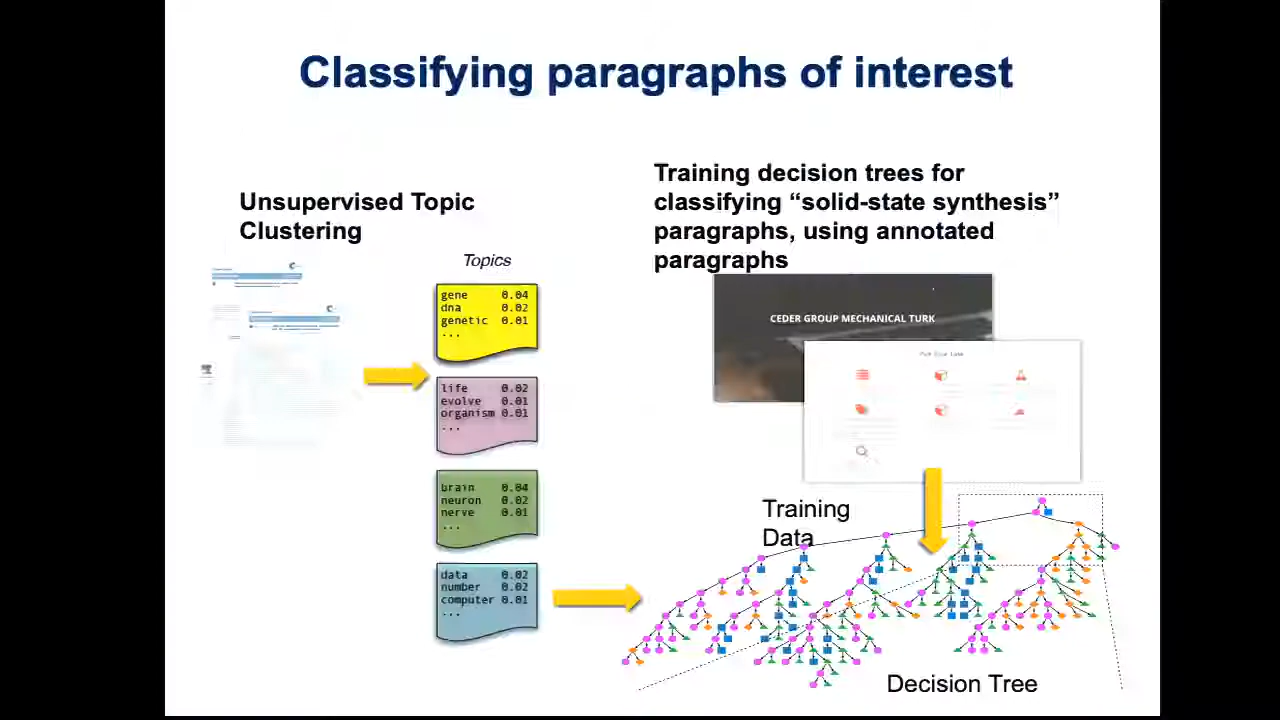 Classifying paragraphs of interest
Unsupervised Topic
Clustering
Topics
gene 0.04
dna 0.02
genetic 0.01
...
life 0.02
evolve 0.01
organism 0.01
...
brain 0.04
neuron 0.02
nerve 0.01
...
data 0.02
number 0.02
computer 0.01
...
Training decision trees for
classifying “solid-state synthesis”
paragraphs, using annotated
paragraphs
CEDER GROUP MECHANICAL TURK
Pick Your Task
Training
Data
Decision Tree